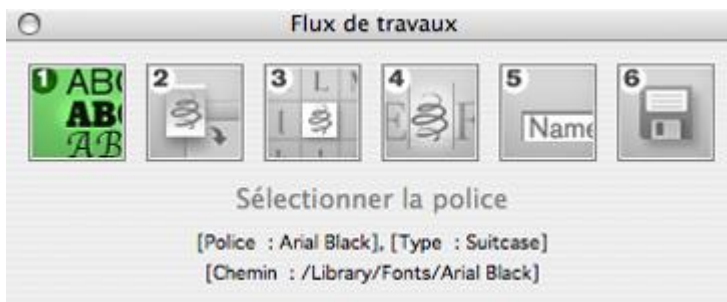 Flux de travaux
1 2 3 4 5 6
ABC
ABC
AB
L
E F
Name
Sélectionner la police
[Police : Arial Black], [Type : Suitcase]
[Chemin : /Library/Fonts/Arial Black]